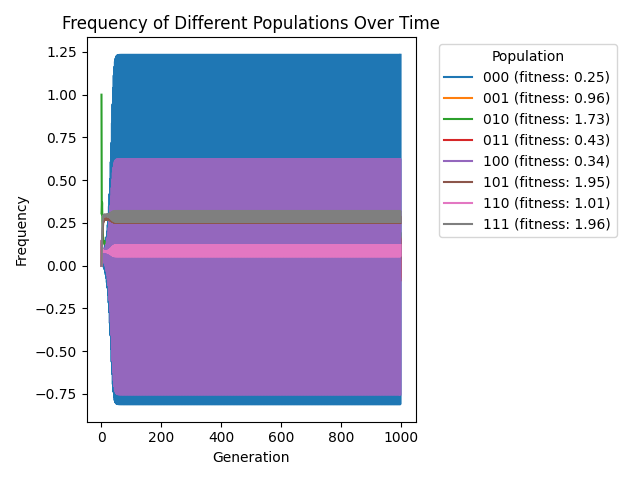 Frequency of Different Populations Over Time
Frequency
1.25
1.00
0.75
0.50
0.25
0.00
−0.25
−0.50
−0.75
0
200
400
600
800
1000
Generation
Population
000 (fitness: 0.25)
001 (fitness: 0.96)
010 (fitness: 1.73)
011 (fitness: 0.43)
100 (fitness: 0.34)
101 (fitness: 1.95)
110 (fitness: 1.01)
111 (fitness: 1.96)